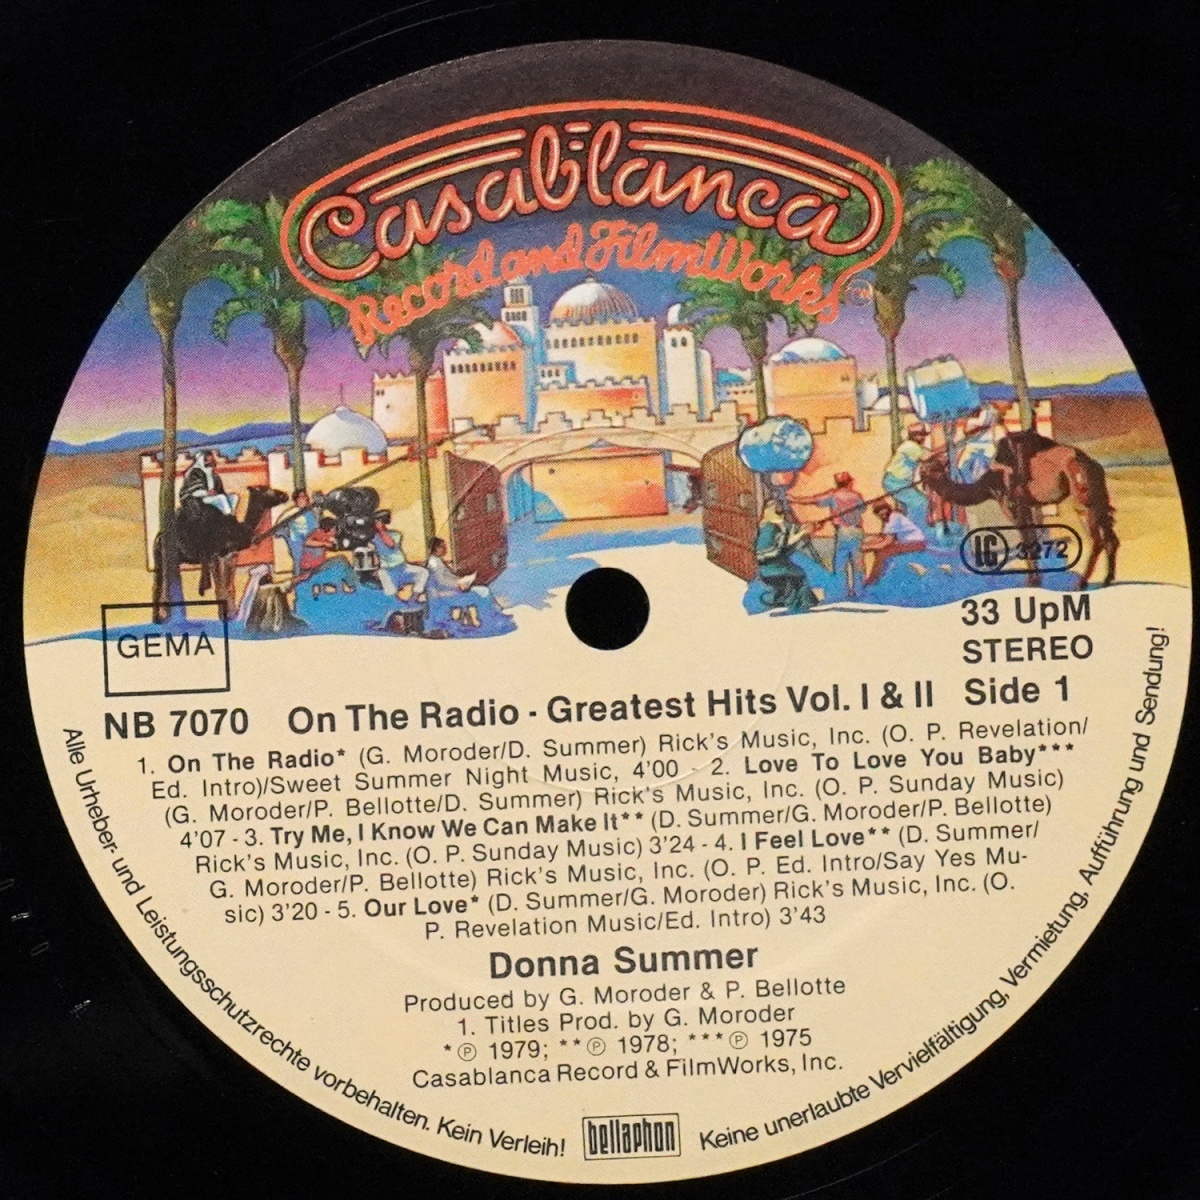 Casablanca
Record and FilmWorks
LC 3272
GEMA
33 UpM
STEREO
NB 7070 On The Radio - Greatest Hits Vol. I & II Side 1
1. On The Radio* (G. Moroder/D. Summer) Rick's Music, Inc. (O. P. Revelation/
Ed. Intro)/Sweet Summer Night Music, 4'00 - 2. Love To Love You Baby***
(G. Moroder/P. Bellotte/D. Summer) Rick's Music, Inc. (O. P. Sunday Music)
4'07 - 3. Try Me, I Know We Can Make It** (D. Summer/G. Moroder/P. Bellotte)
Rick's Music, Inc. (O. P. Sunday Music) 3'24 - 4. I Feel Love** (D. Summer/
G. Moroder/P. Bellotte) Rick's Music, Inc. (O. P. Ed. Intro/Say Yes Mu-
sic) 3'20 - 5. Our Love* (D. Summer/G. Moroder) Rick's Music, Inc. (O.
P. Revelation Music/Ed. Intro) 3'43
Donna Summer
Produced by G. Moroder & P. Bellotte
1. Titles Prod. by G. Moroder
*℗ 1979; **℗ 1978; ***℗ 1975
Casablanca Record & FilmWorks, Inc.
Alle Urheber- und Leistungsschutzrechte vorbehalten. Kein Verleih!
bellaphon
Keine unerlaubte Vervielfältigung, Vermietung, Aufführung und Sendung!